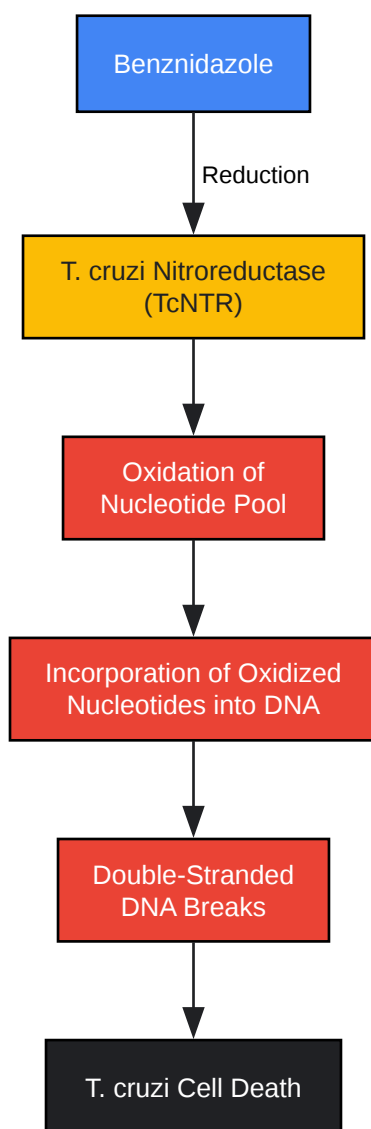 Benznidazole
Reduction
T. cruzi Nitroreductase
(TcNTR)
Oxidation of
Nucleotide Pool
Incorporation of Oxidized
Nucleotides into DNA
Double-Stranded
DNA Breaks
T. cruzi Cell Death